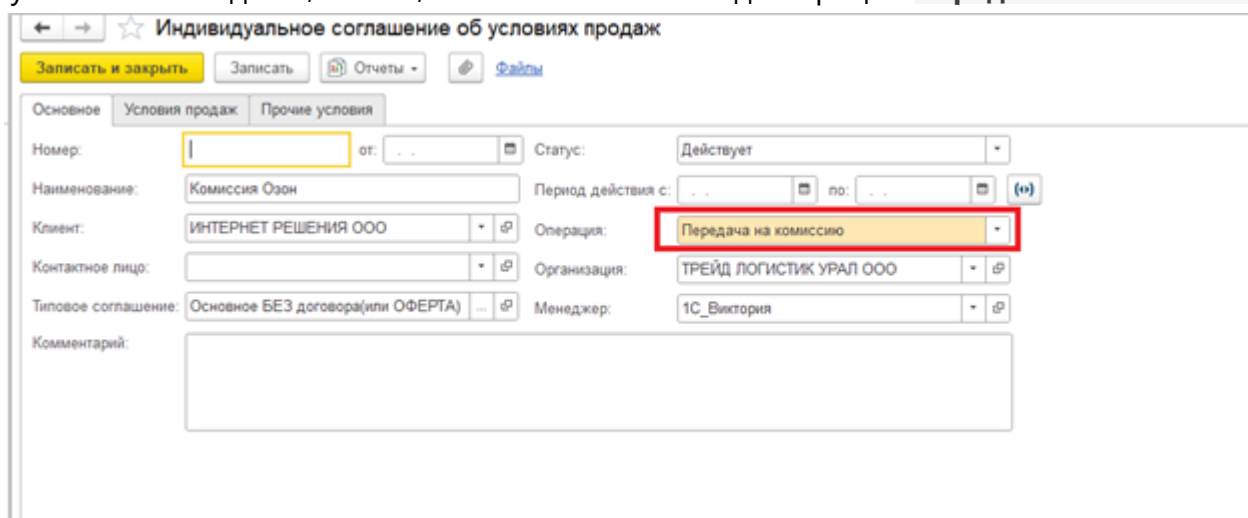 Индивидуальное соглашение об условиях продаж
Записать и закрыть Записать Отчеты Файлы
Основное Условия продаж Прочие условия
Номер: от: . . Статус: Действует
Наименование: Комиссия Озон Период действия с: . . по: . .
Клиент: ИНТЕРНЕТ РЕШЕНИЯ ООО Операция: Передача на комиссию
Контактное лицо: Организация: ТРЕЙД ЛОГИСТИК УРАЛ ООО
Типовое соглашение: Основное БЕЗ договора(или ОФЕРТА) ... Менеджер: 1С_Виктория
Комментарий: